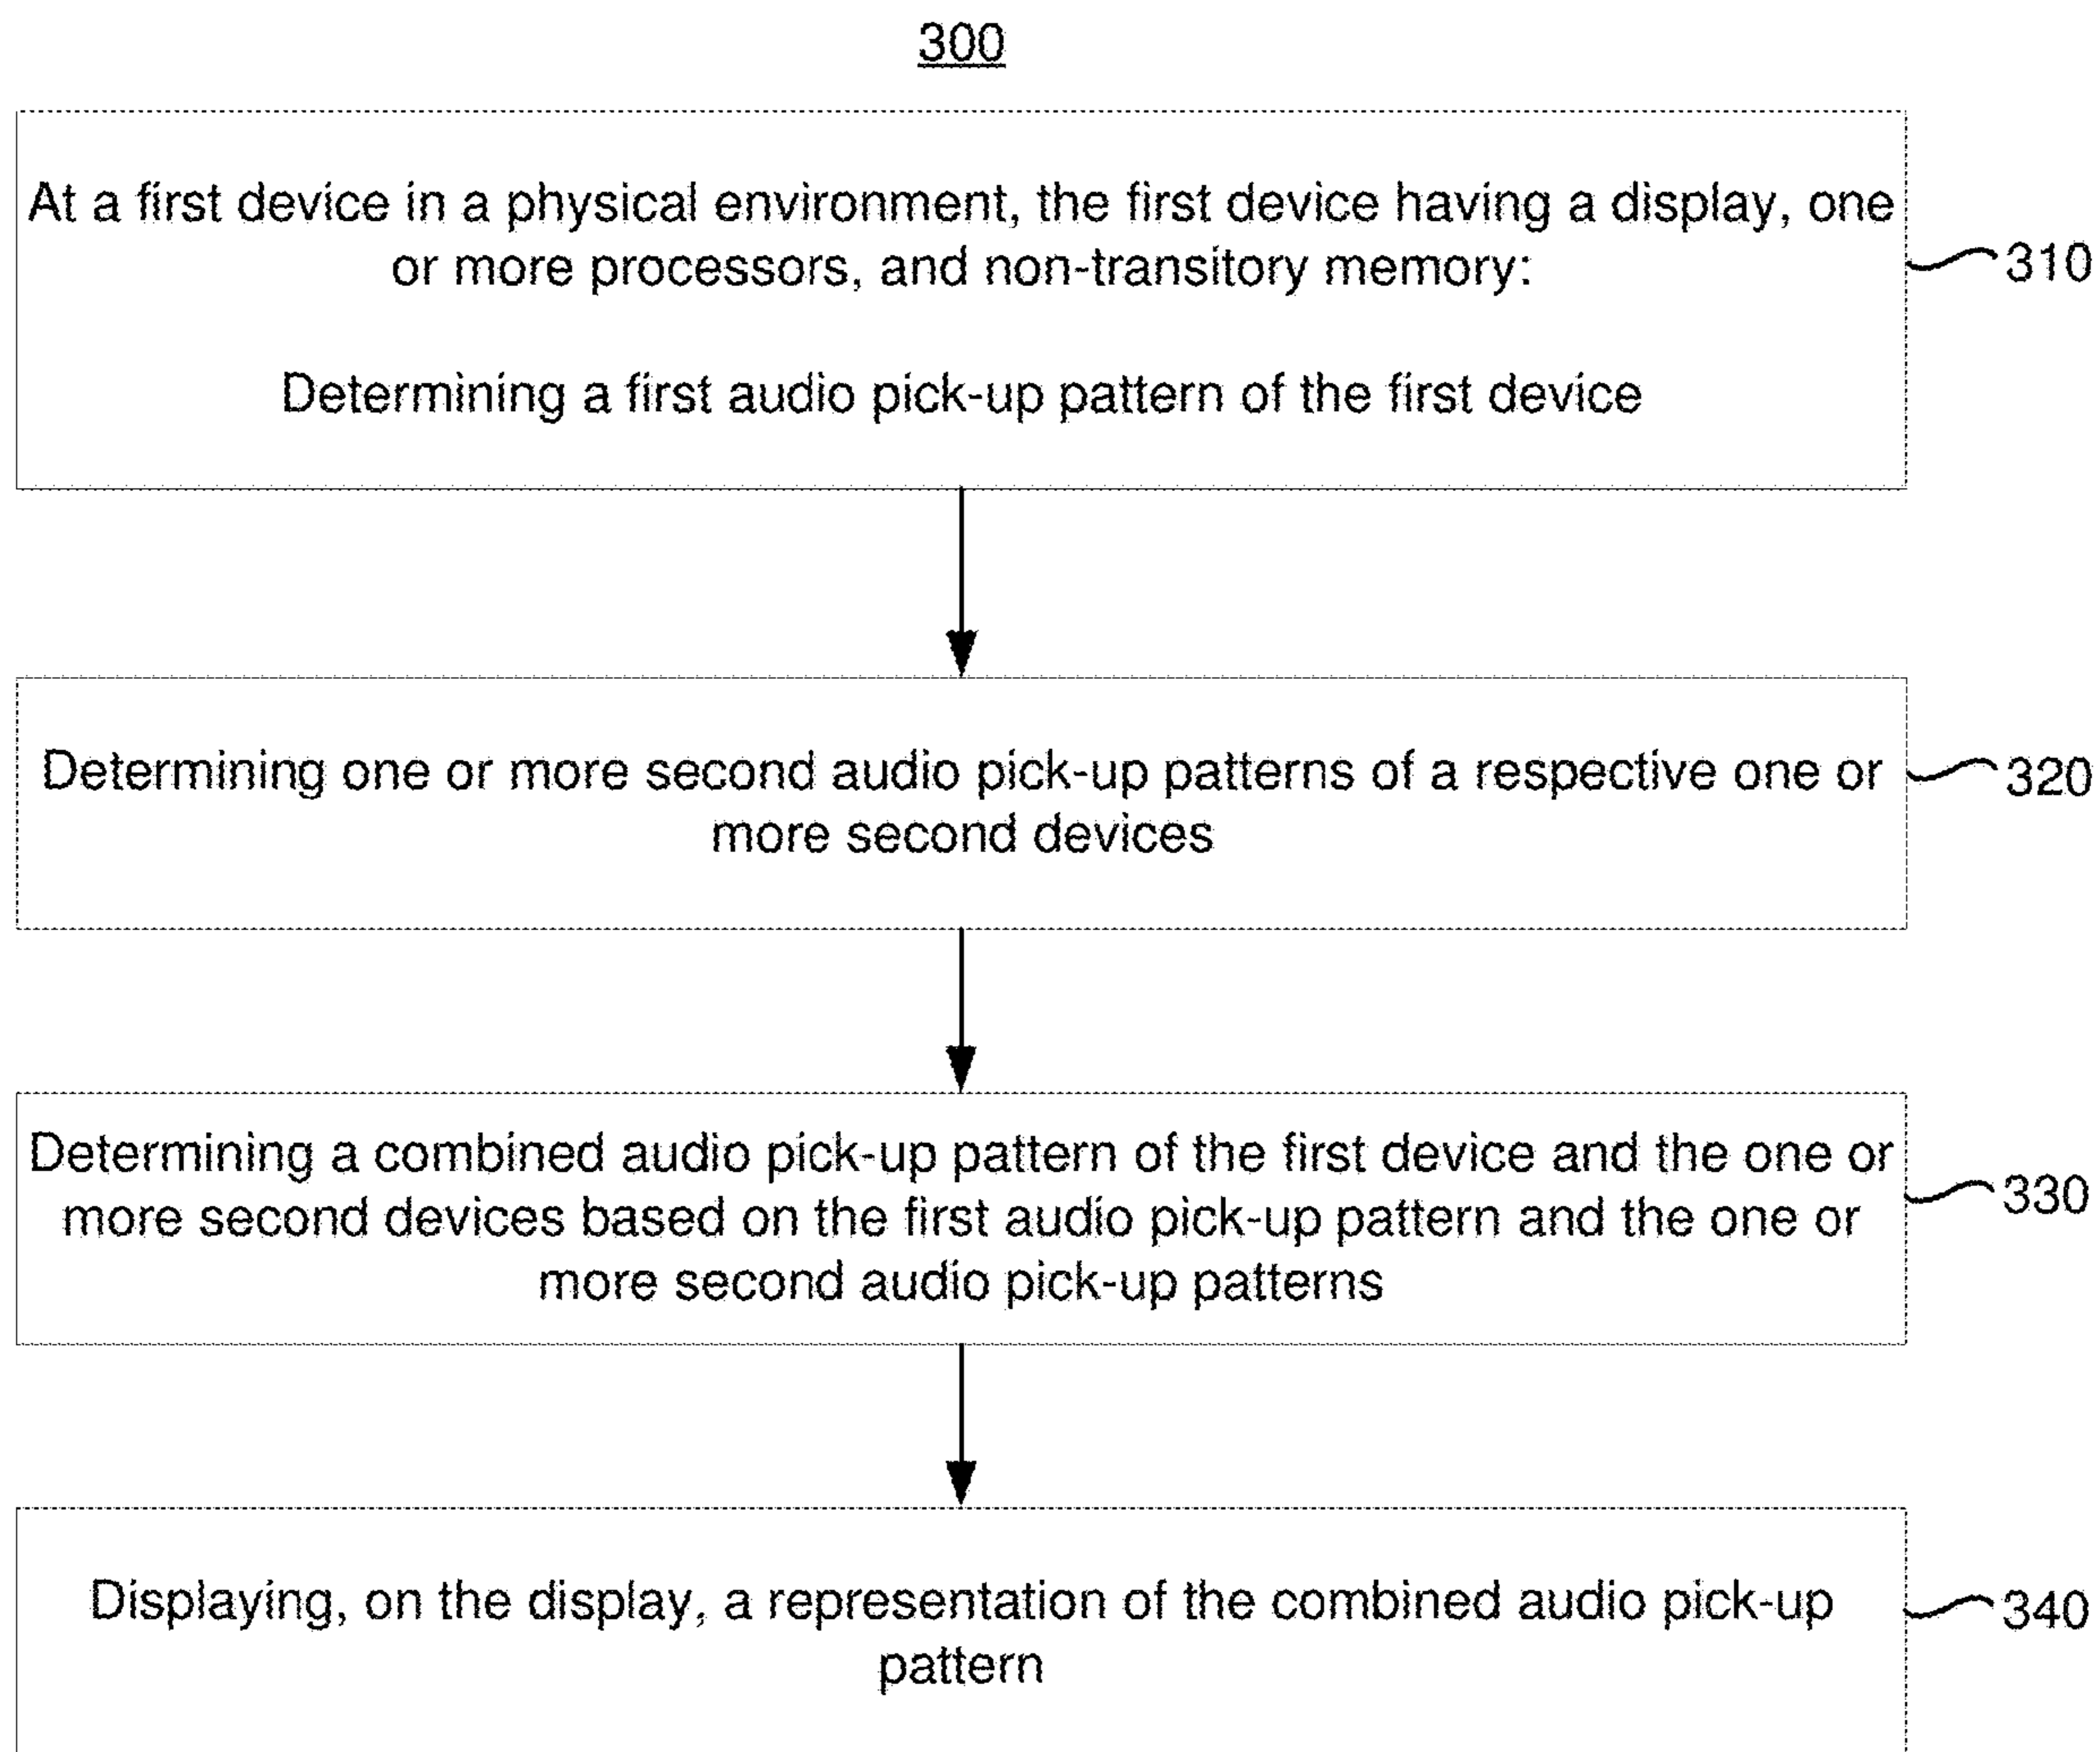 300
At a first device in a physical environment, the first device having a display, one
or more processors, and non-transitory memory:
Determining a first audio pick-up pattern of the first device
310
Determining one or more second audio pick-up patterns of a respective one or
more second devices
320
Determining a combined audio pick-up pattern of the first device and the one or
more second devices based on the first audio pick-up pattern and the one or
more second audio pick-up patterns
330
Displaying, on the display, a representation of the combined audio pick-up
pattern
340